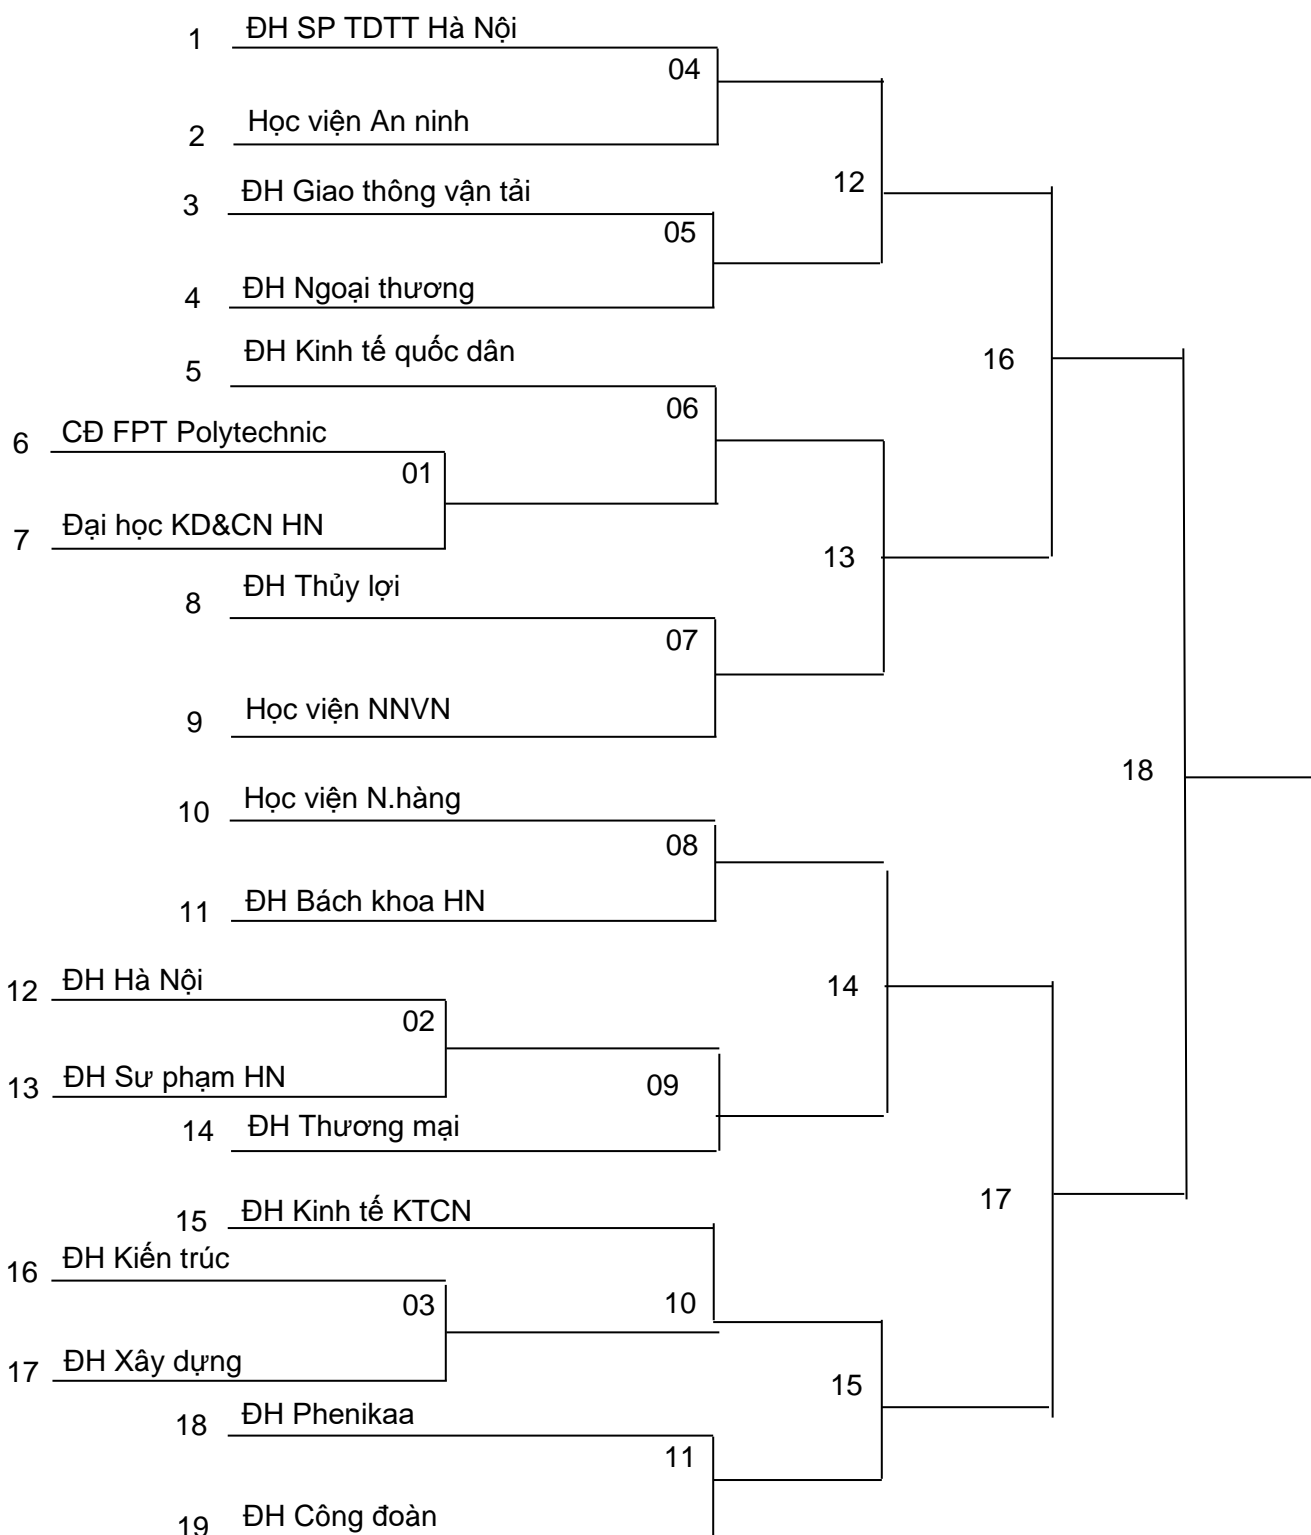 1 ĐH SP TDTT Hà Nội
04
2 Học viện An ninh
12
3 ĐH Giao thông vận tải
05
4 ĐH Ngoại thương
5 ĐH Kinh tế quốc dân
16
06
6 CĐ FPT Polytechnic
01
7 Đại học KD&CN HN
13
8 ĐH Thủy lợi
07
9 Học viện NNVN
18
10 Học viện N.hàng
08
11 ĐH Bách khoa HN
12 ĐH Hà Nội
14
02
13 ĐH Sư phạm HN
09
14 ĐH Thương mại
17
15 ĐH Kinh tế KTCN
16 ĐH Kiến trúc
03
10
17 ĐH Xây dựng
15
18 ĐH Phenikaa
11
19 ĐH Công đoàn